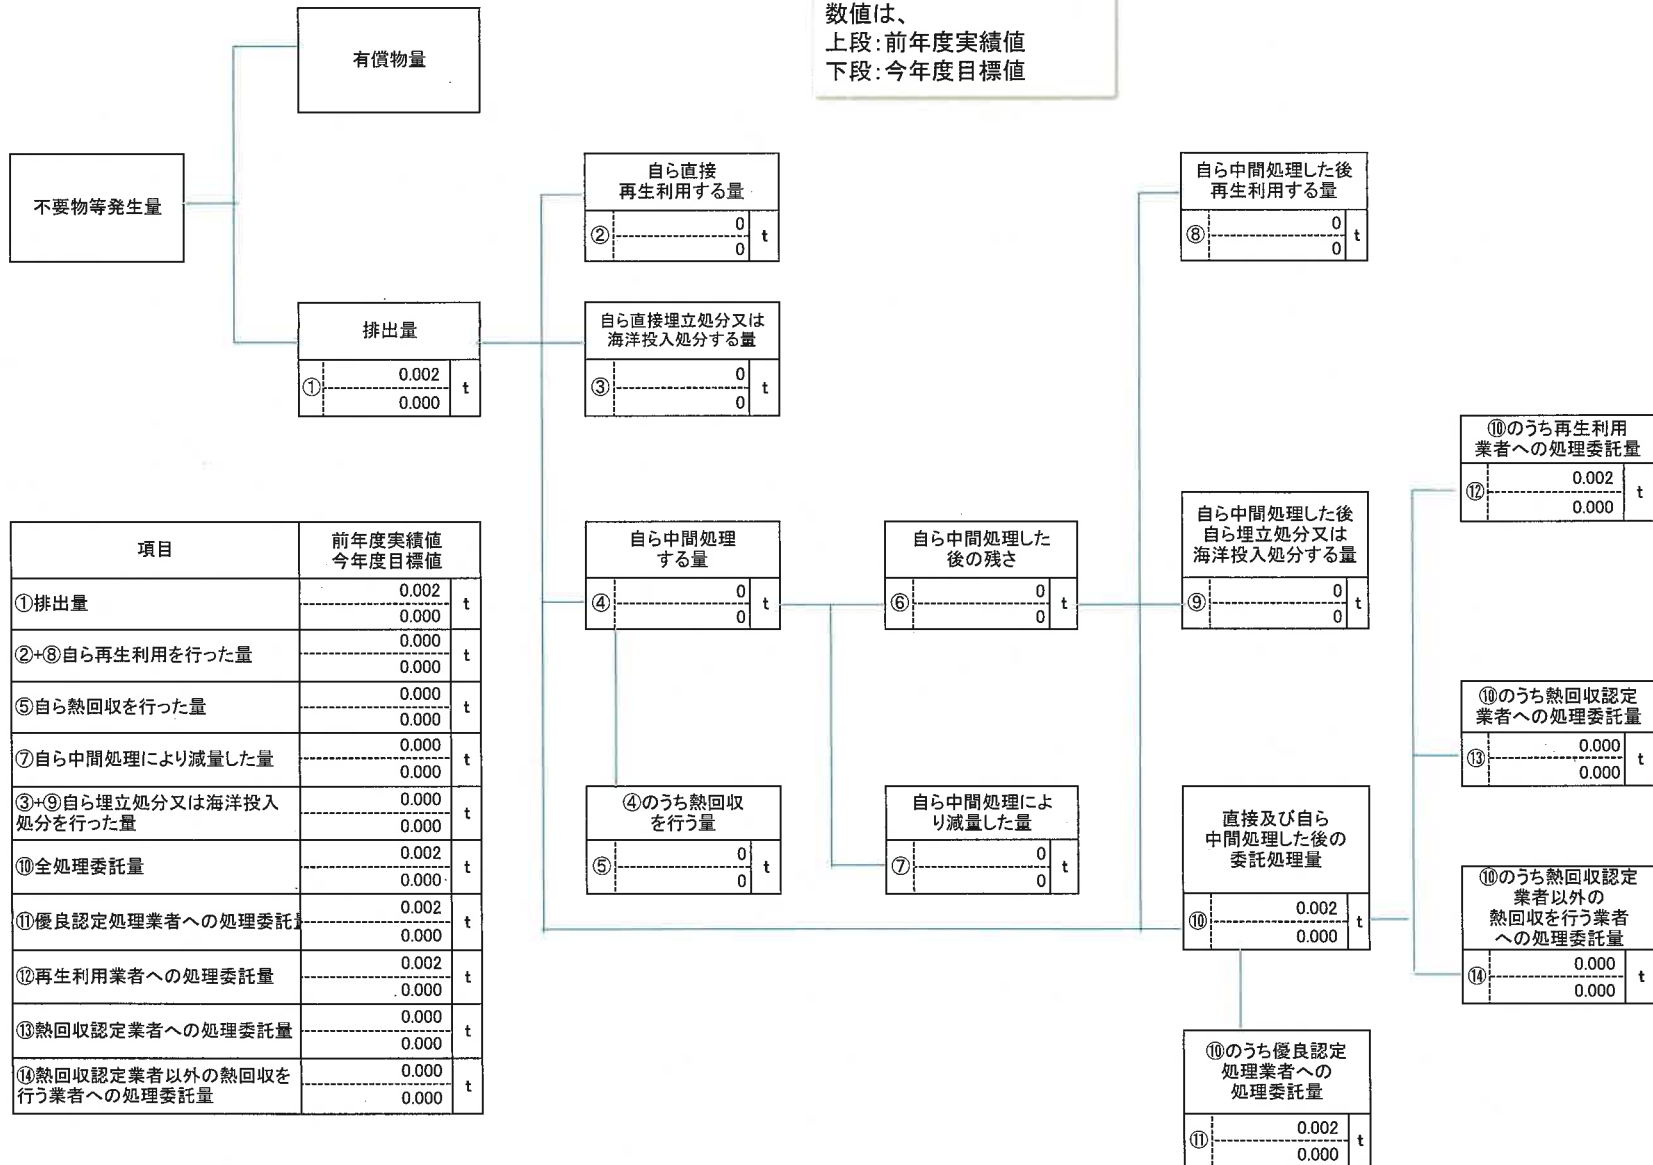 数値は、
上段:前年度実績値
下段:今年度目標値
有償物量
不要物等発生量
排出量
① 0.002 t
0.000
自ら直接
再生利用する量
② 0 t
0
自ら直接埋立処分又は
海洋投入処分する量
③ 0 t
0
自ら中間処理
する量
④ 0 t
0
④のうち熱回収
を行う量
⑤ 0 t
0
自ら中間処理した
後の残さ
⑥ 0 t
0
自ら中間処理によ
り減量した量
⑦ 0 t
0
自ら中間処理した後
再生利用する量
⑧ 0 t
0
自ら中間処理した後
自ら埋立処分又は
海洋投入処分する量
⑨ 0 t
0
直接及び自ら
中間処理した後の
委託処理量
⑩ 0.002 t
0.000
⑩のうち優良認定
処理業者への
処理委託量
⑪ 0.002 t
0.000
⑩のうち再生利用
業者への処理委託量
⑫ 0.002 t
0.000
⑩のうち熱回収認定
業者への処理委託量
⑬ 0.000 t
0.000
⑩のうち熱回収認定
業者以外の
熱回収を行う業者
への処理委託量
⑭ 0.000 t
0.000
項目
前年度実績値
今年度目標値
①排出量 0.002 t
0.000
②+⑧自ら再生利用を行った量 0.000 t
0.000
⑤自ら熱回収を行った量 0.000 t
0.000
⑦自ら中間処理により減量した量 0.000 t
0.000
③+⑨自ら埋立処分又は海洋投入
処分を行った量 0.000 t
0.000
⑩全処理委託量 0.002 t
0.000
⑪優良認定処理業者への処理委託量 0.002 t
0.000
⑫再生利用業者への処理委託量 0.002 t
0.000
⑬熱回収認定業者への処理委託量 0.000 t
0.000
⑭熱回収認定業者以外の熱回収を
行う業者への処理委託量 0.000 t
0.000